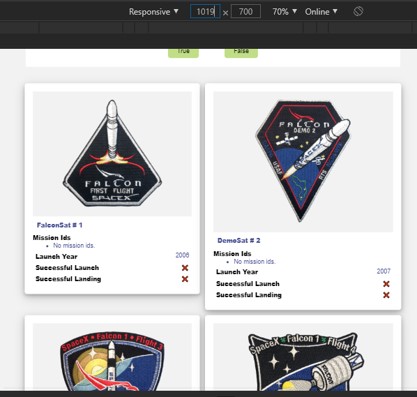 Responsive ▼ 1019 × 700 70% ▼ Online ▼
True False
FALCON
FIRST FLIGHT
SPACEX
FALCON
DEMO 2
FalconSat # 1
Mission Ids
No mission ids.
Launch Year 2006
Successful Launch ✖
Successful Landing ✖
DemoSat # 2
Mission Ids
No mission ids.
Launch Year 2007
Successful Launch ✖
Successful Landing ✖
SpaceX • Falcon 1 • Flight 3
SpaceX Falcon 1 Flight